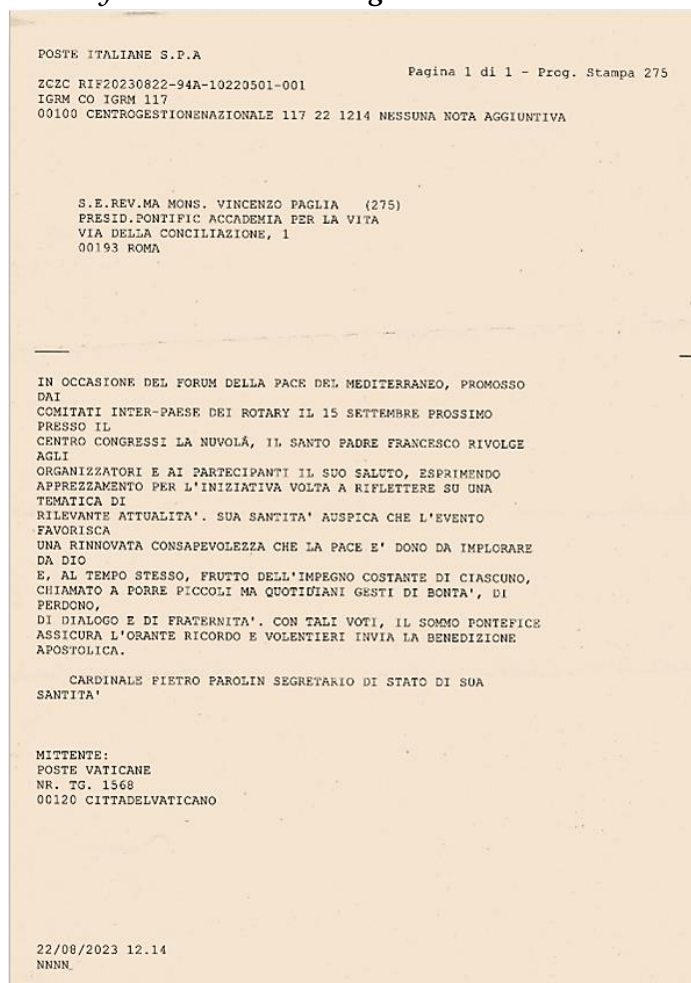 POSTE ITALIANE S.P.A
Pagina 1 di 1 - Prog. Stampa 275
ZCZC RIF20230822-94A-10220501-001
IGRM CO IGRM 117
00100 CENTROGESTIONENAZIONALE 117 22 1214 NESSUNA NOTA AGGIUNTIVA
S.E.REV.MA MONS. VINCENZO PAGLIA (275)
PRESID.PONTIFIC ACCADEMIA PER LA VITA
VIA DELLA CONCILIAZIONE, 1
00193 ROMA
IN OCCASIONE DEL FORUM DELLA PACE DEL MEDITERRANEO, PROMOSSO
DAI
COMITATI INTER-PAESE DEI ROTARY IL 15 SETTEMBRE PROSSIMO
PRESSO IL
CENTRO CONGRESSI LA NUVOLA, IL SANTO PADRE FRANCESCO RIVOLGE
AGLI
ORGANIZZATORI E AI PARTECIPANTI IL SUO SALUTO, ESPRIMENDO
APPREZZAMENTO PER L'INIZIATIVA VOLTA A RIFLETTERE SU UNA
TEMATICA DI
RILEVANTE ATTUALITA'. SUA SANTITA' AUSPICA CHE L'EVENTO
FAVORISCA
UNA RINNOVATA CONSAPEVOLEZZA CHE LA PACE E' DONO DA IMPLORARE
DA DIO
E, AL TEMPO STESSO, FRUTTO DELL'IMPEGNO COSTANTE DI CIASCUNO,
CHIAMATO A PORRE PICCOLI MA QUOTIDIANI GESTI DI BONTA', DI
PERDONO,
DI DIALOGO E DI FRATERNITA'. CON TALI VOTI, IL SOMMO PONTEFICE
ASSICURA L'ORANTE RICORDO E VOLENTIERI INVIA LA BENEDIZIONE
APOSTOLICA.
CARDINALE PIETRO PAROLIN SEGRETARIO DI STATO DI SUA
SANTITA'
MITTENTE:
POSTE VATICANE
NR. TG. 1568
00120 CITTADELVATICANO
22/08/2023 12.14
NNNN